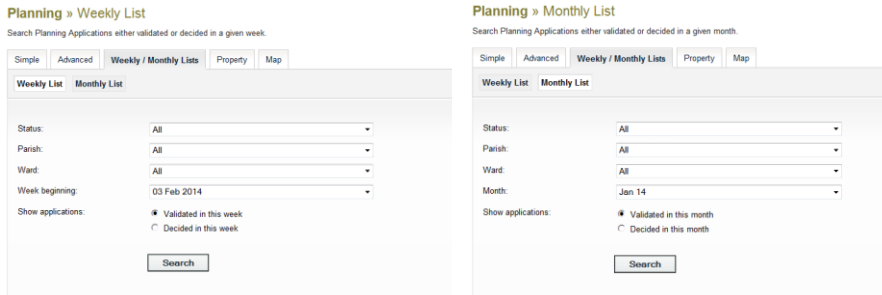 Planning » Weekly List
Search Planning Applications either validated or decided in a given week.
Simple Advanced Weekly / Monthly Lists Property Map
Weekly List Monthly List
Status: All
Parish: All
Ward: All
Week beginning: 03 Feb 2014
Show applications: Validated in this week
Decided in this week
Search
Planning » Monthly List
Search Planning Applications either validated or decided in a given month.
Simple Advanced Weekly / Monthly Lists Property Map
Weekly List Monthly List
Status: All
Parish: All
Ward: All
Month: Jan 14
Show applications: Validated in this month
Decided in this month
Search